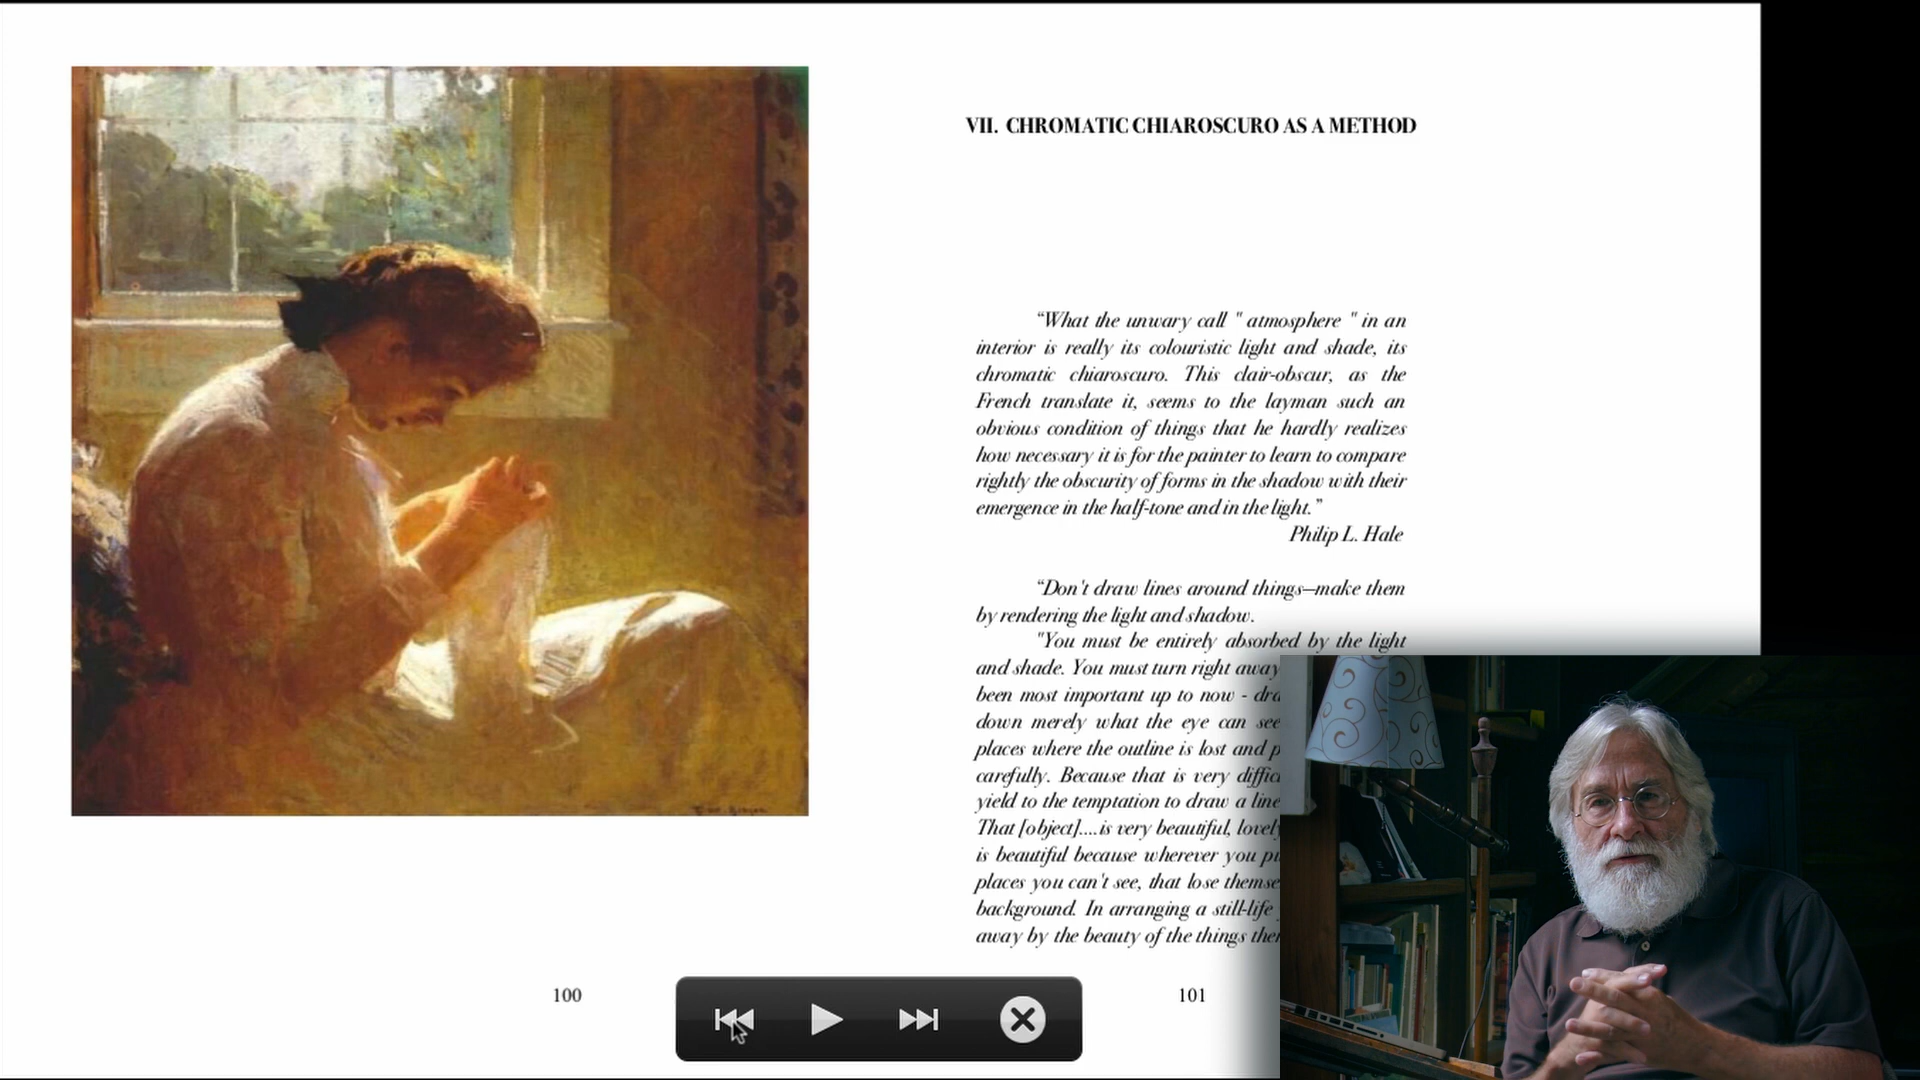 VII. CHROMATIC CHIAROSCURO AS A METHOD
“What the unwary call " atmosphere " in an
interior is really its colouristic light and shade, its
chromatic chiaroscuro. This clair-obscur, as the
French translate it, seems to the layman such an
obvious condition of things that he hardly realizes
how necessary it is for the painter to learn to compare
rightly the obscurity of forms in the shadow with their
emergence in the half-tone and in the light.”
Philip L. Hale
“Don't draw lines around things—make them
by rendering the light and shadow.
"You must be entirely absorbed by the light
and shade. You must turn right away
been most important up to now - 
down merely what the eye can see
places where the outline is lost and
carefully. Because that is very
yield to the temptation to draw a line
That [object]....is very beautiful,
is beautiful because wherever you
places you can't see, that lose
background. In arranging a still-life
away by the beauty of the things
100
101